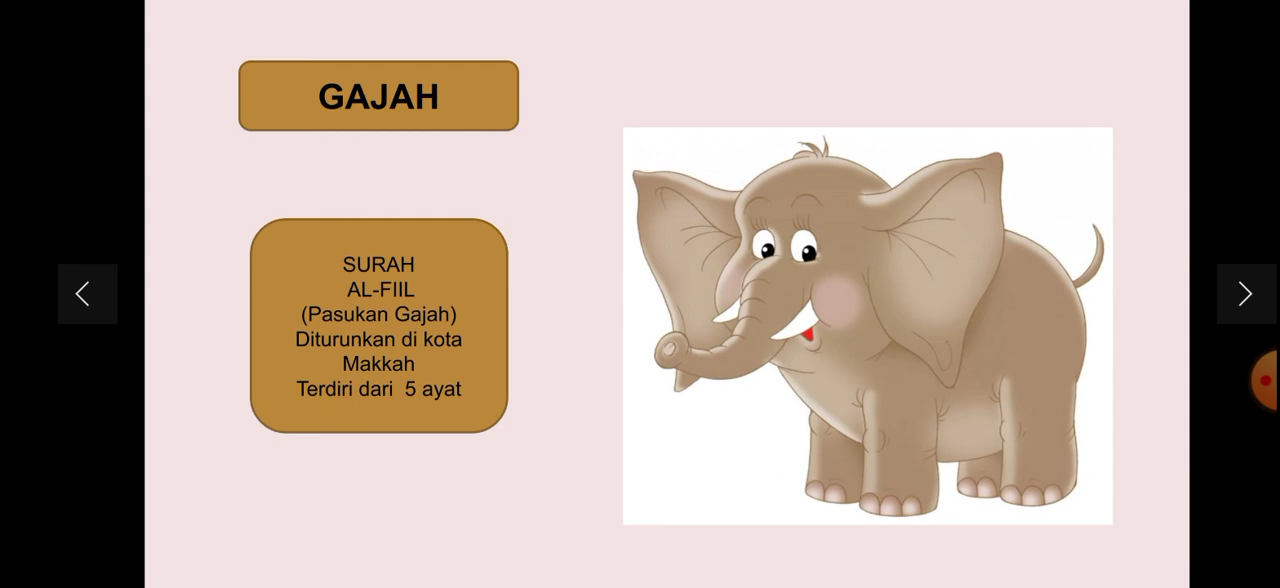 GAJAH
SURAH
AL-FIIL
(Pasukan Gajah)
Diturunkan di kota
Makkah
Terdiri dari  5 ayat